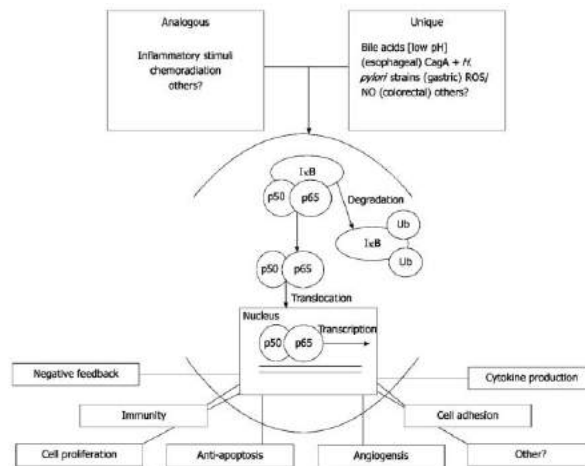 Analogous
Inflammatory stimuli
chemoradiation
others?
Unique
Bile acids [low pH]
(esophageal) CagA + H.
pylori strains (gastric) ROS/
NO (colorectal) others?
IκB
p50
p65
Degradation
Ub
IκB
Ub
p50
p65
Translocation
Nucleus
p50
p65
Transcription
Negative feedback
Cytokine production
Immunity
Cell adhesion
Cell proliferation
Anti-apoptosis
Angiogensis
Other?